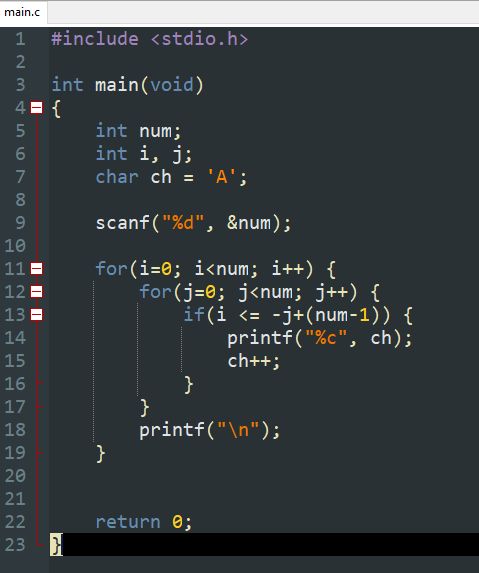 main.c
1 #include <stdio.h>
2
3 int main(void)
4 {
5     int num;
6     int i, j;
7     char ch = 'A';
8
9     scanf("%d", &num);
10
11     for(i=0; i<num; i++) {
12         for(j=0; j<num; j++) {
13             if(i <= -j+(num-1)) {
14                 printf("%c", ch);
15                 ch++;
16             }
17         }
18         printf("\n");
19     }
20
21
22     return 0;
23 }